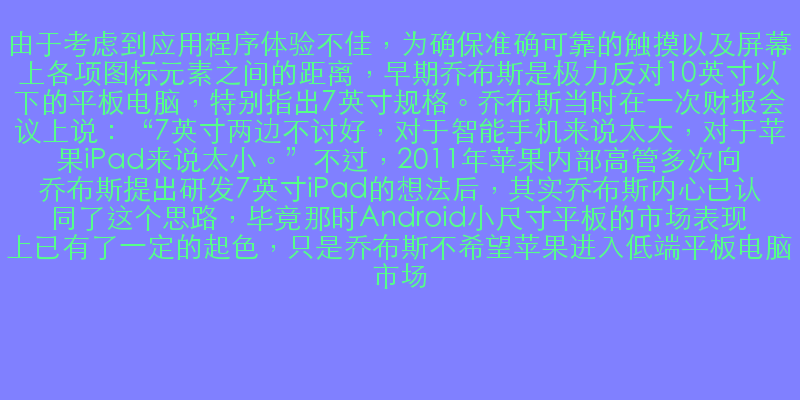 由于考虑到应用程序体验不佳，为确保准确可靠的触摸以及屏幕
上各项图标元素之间的距离，早期乔布斯是极力反对10英寸以
下的平板电脑，特别指出7英寸规格。乔布斯当时在一次财报会
议上说：“7英寸两边不讨好，对于智能手机来说太大，对于苹
果iPad来说太小。”不过，2011年苹果内部高管多次向
乔布斯提出研发7英寸iPad的想法后，其实乔布斯内心已认
同了这个思路，毕竟那时Android小尺寸平板的市场表现
上已有了一定的起色，只是乔布斯不希望苹果进入低端平板电脑
市场